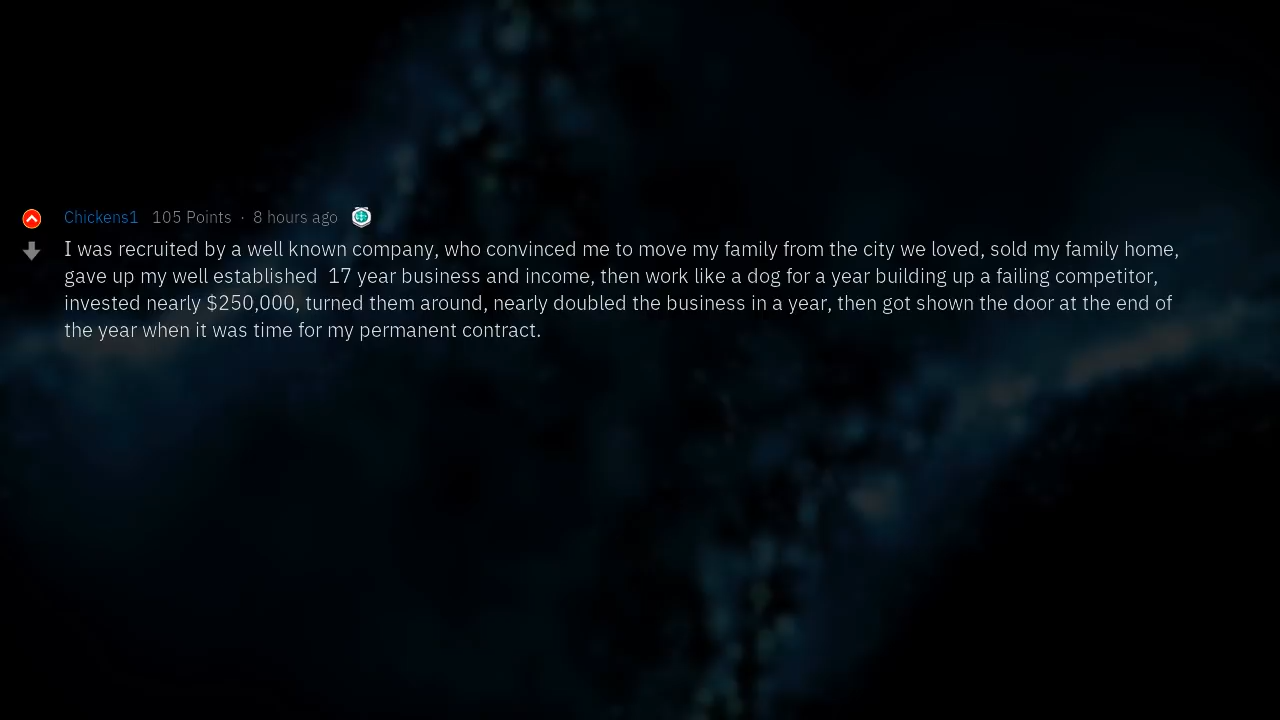 Chickens1 105 Points · 8 hours ago
I was recruited by a well known company, who convinced me to move my family from the city we loved, sold my family home,
gave up my well established  17 year business and income, then work like a dog for a year building up a failing competitor,
invested nearly $250,000, turned them around, nearly doubled the business in a year, then got shown the door at the end of
the year when it was time for my permanent contract.